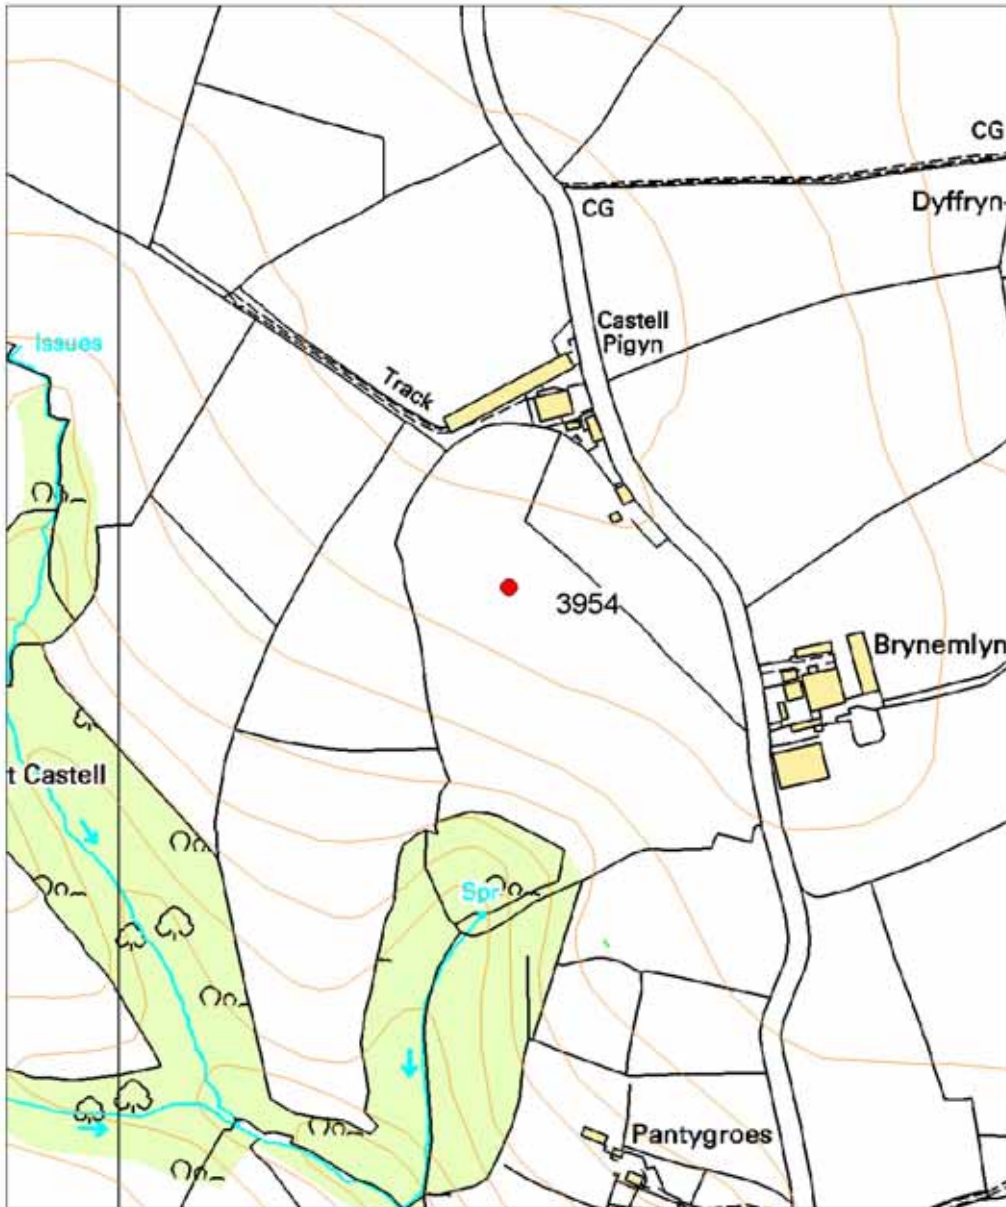 CG
Dyffryn
CG
Castell
Pigyn
Issues
Track
3954
Brynemlyn
t Castell
Spr
Pantygroes